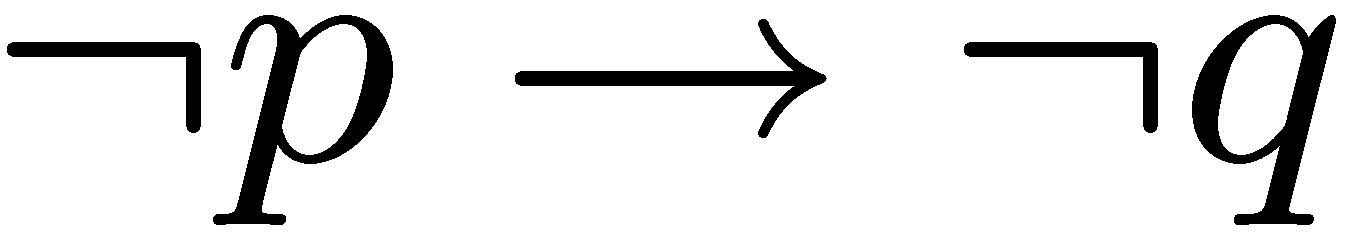 ¬p → ¬q